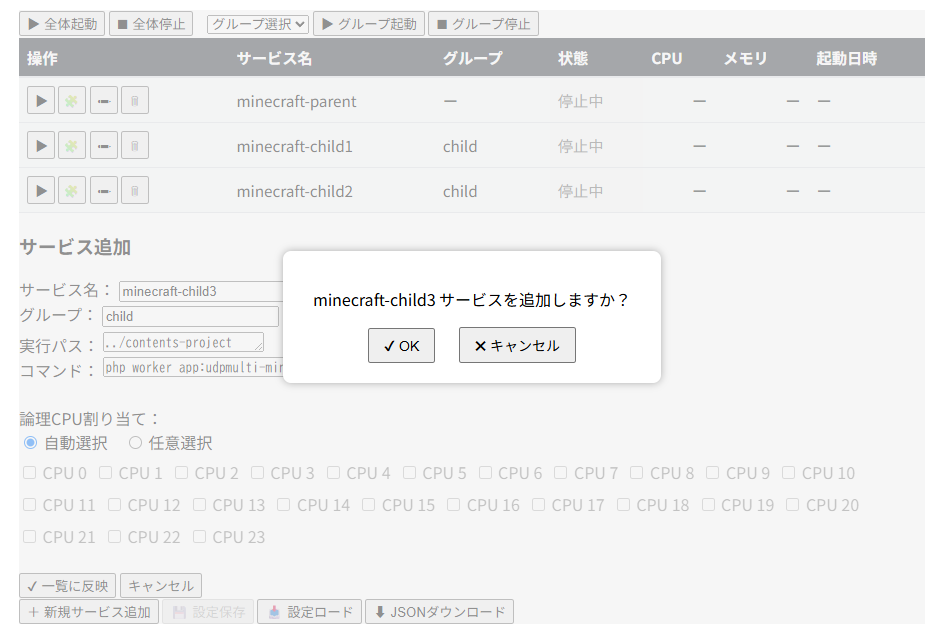 ▶ 全体起動 ■ 全体停止 グループ選択 ▶ グループ起動 ■ グループ停止
操作 サービス名 グループ 状態 CPU メモリ 起動日時
minecraft-parent — 停止中 — — —
minecraft-child1 child 停止中 — — —
minecraft-child2 child 停止中 — — —
サービス追加
サービス名： minecraft-child3
グループ： child
実行パス： ../contents-project
コマンド： php worker app:udpmulti-mi
minecraft-child3 サービスを追加しますか？
✓ OK ✕ キャンセル
論理CPU割り当て：
自動選択 任意選択
CPU 0 CPU 1 CPU 2 CPU 3 CPU 4 CPU 5 CPU 6 CPU 7 CPU 8 CPU 9 CPU 10
CPU 11 CPU 12 CPU 13 CPU 14 CPU 15 CPU 16 CPU 17 CPU 18 CPU 19 CPU 20
CPU 21 CPU 22 CPU 23
✓ 一覧に反映 キャンセル
＋ 新規サービス追加 設定保存 設定ロード ⬇ JSONダウンロード